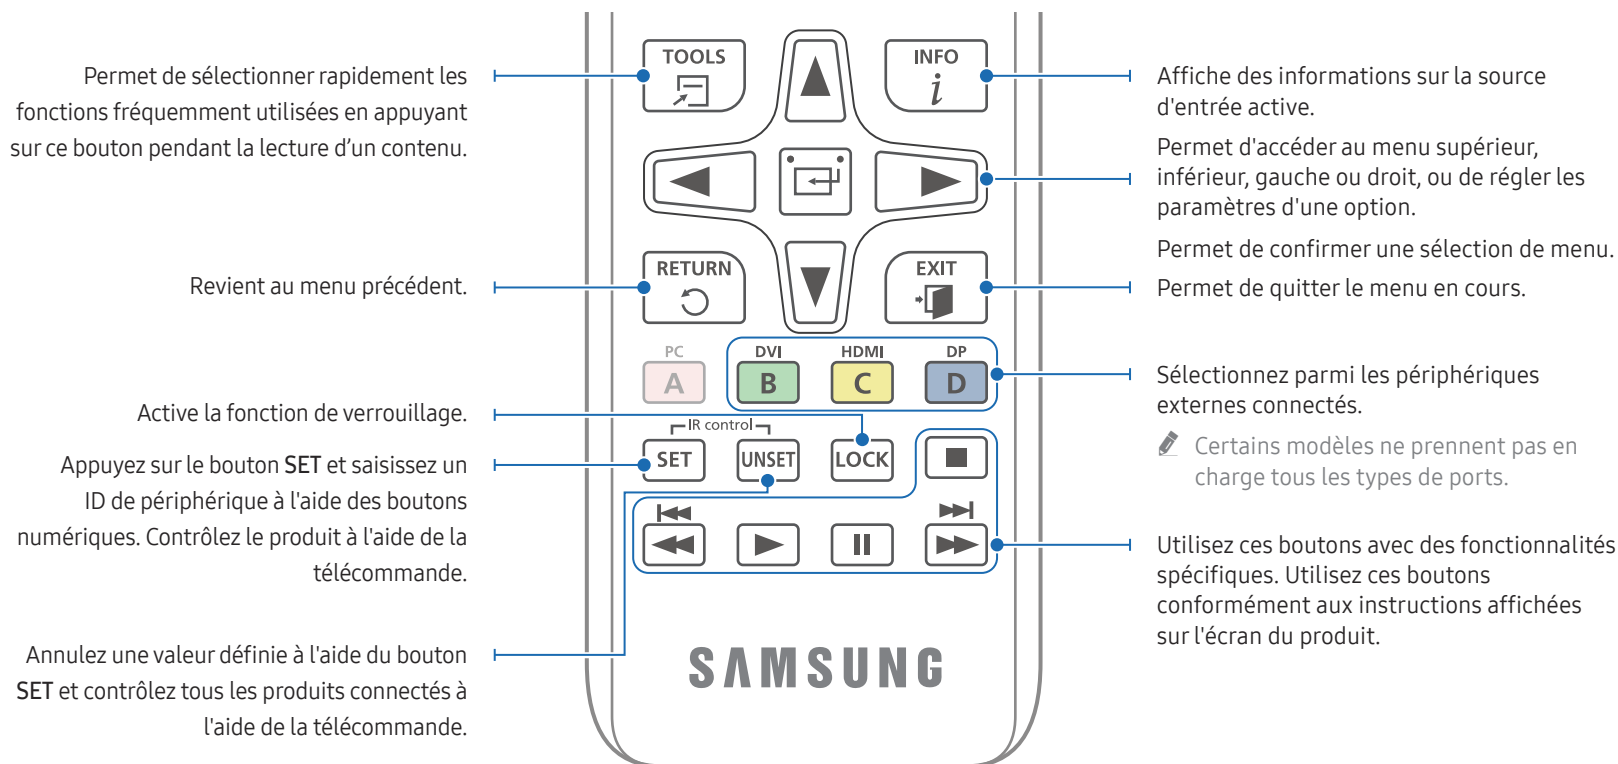 Permet de sélectionner rapidement les
fonctions fréquemment utilisées en appuyant
sur ce bouton pendant la lecture d’un contenu.
Revient au menu précédent.
Active la fonction de verrouillage.
Appuyez sur le bouton SET et saisissez un
ID de périphérique à l'aide des boutons
numériques. Contrôlez le produit à l'aide de la
télécommande.
Annulez une valeur définie à l'aide du bouton
SET et contrôlez tous les produits connectés à
l'aide de la télécommande.
TOOLS
INFO
i
RETURN
EXIT
PC
DVI
HDMI
DP
A
B
C
D
IR control
SET
UNSET
LOCK
SAMSUNG
Affiche des informations sur la source
d'entrée active.
Permet d'accéder au menu supérieur,
inférieur, gauche ou droit, ou de régler les
paramètres d'une option.
Permet de confirmer une sélection de menu.
Permet de quitter le menu en cours.
Sélectionnez parmi les périphériques
externes connectés.
Certains modèles ne prennent pas en
charge tous les types de ports.
Utilisez ces boutons avec des fonctionnalités
spécifiques. Utilisez ces boutons
conformément aux instructions affichées
sur l'écran du produit.